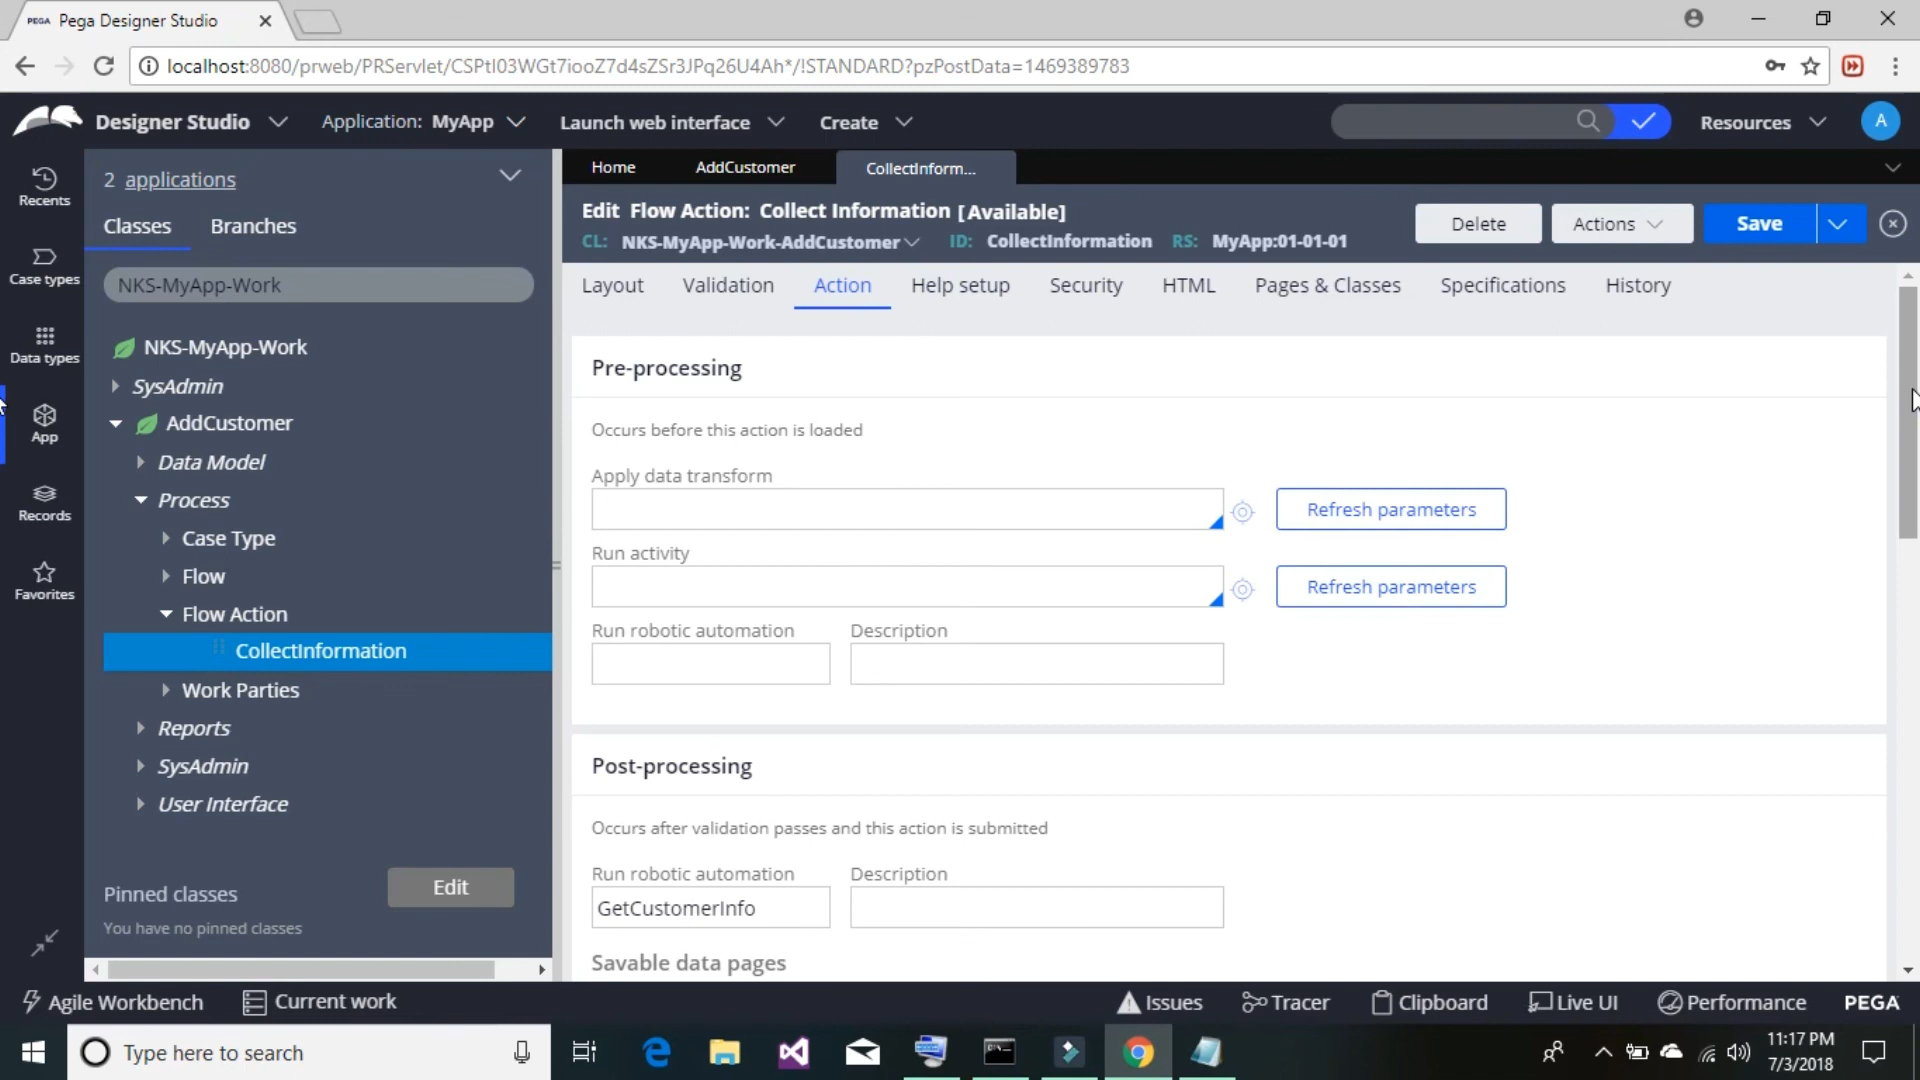 PEGA Pega Designer Studio
localhost:8080/prweb/PRServlet/CSPtI03WGt7iooZ7d4sZSr3JPq26U4Ah*/!STANDARD?pzPostData=1469389783
Designer Studio Application: MyApp Launch web interface Create Resources A
Recents
Case types
Data types
App
Records
Favorites
2 applications
Classes Branches
NKS-MyApp-Work
NKS-MyApp-Work
SysAdmin
AddCustomer
Data Model
Process
Case Type
Flow
Flow Action
CollectInformation
Work Parties
Reports
SysAdmin
User Interface
Pinned classes Edit
You have no pinned classes
Home AddCustomer CollectInform...
Edit Flow Action: Collect Information [Available]
CL: NKS-MyApp-Work-AddCustomer ID: CollectInformation RS: MyApp:01-01-01
Delete Actions Save
Layout Validation Action Help setup Security HTML Pages & Classes Specifications History
Pre-processing
Occurs before this action is loaded
Apply data transform
Refresh parameters
Run activity
Refresh parameters
Run robotic automation Description
Post-processing
Occurs after validation passes and this action is submitted
Run robotic automation Description
GetCustomerInfo
Savable data pages
Agile Workbench Current work Issues Tracer Clipboard Live UI Performance PEGA
Type here to search
11:17 PM
7/3/2018